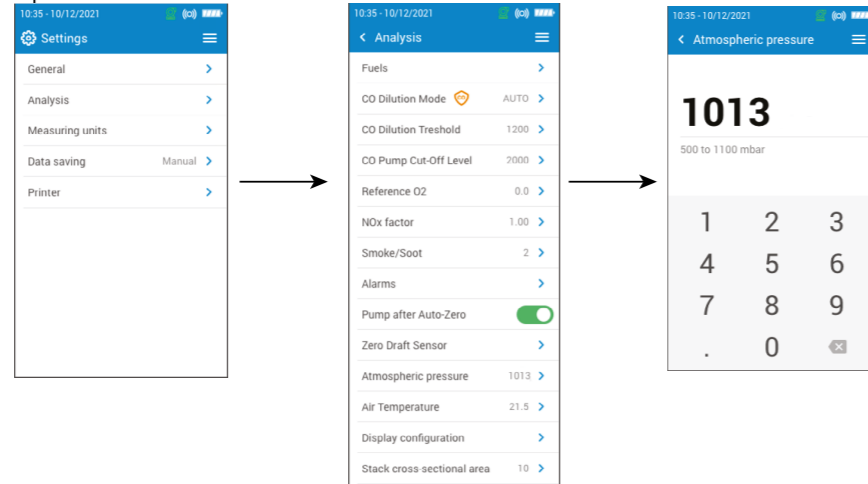 10:35 - 10/12/2021
Settings
General
Analysis
Measuring units
Data saving Manual
Printer
10:35 - 10/12/2021
Analysis
Fuels
CO Dilution Mode AUTO
CO Dilution Treshold 1200
CO Pump Cut-Off Level 2000
Reference O2 0.0
NOx factor 1.00
Smoke/Soot 2
Alarms
Pump after Auto-Zero
Zero Draft Sensor
Atmospheric pressure 1013
Air Temperature 21.5
Display configuration
Stack cross-sectional area 10
10:35 - 10/12/2021
Atmospheric pressure
1013
500 to 1100 mbar
1 2 3
4 5 6
7 8 9
. 0